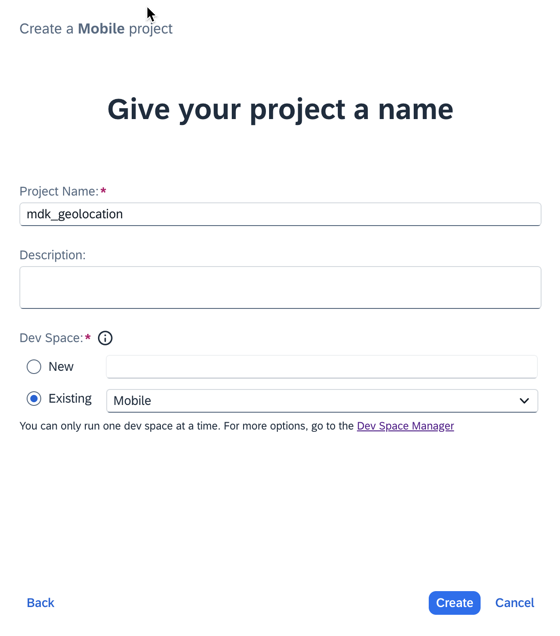 Create a Mobile project
Give your project a name
Project Name:*
mdk_geolocation
Description:
Dev Space:*
New
Existing
Mobile
You can only run one dev space at a time. For more options, go to the Dev Space Manager
Back
Create
Cancel